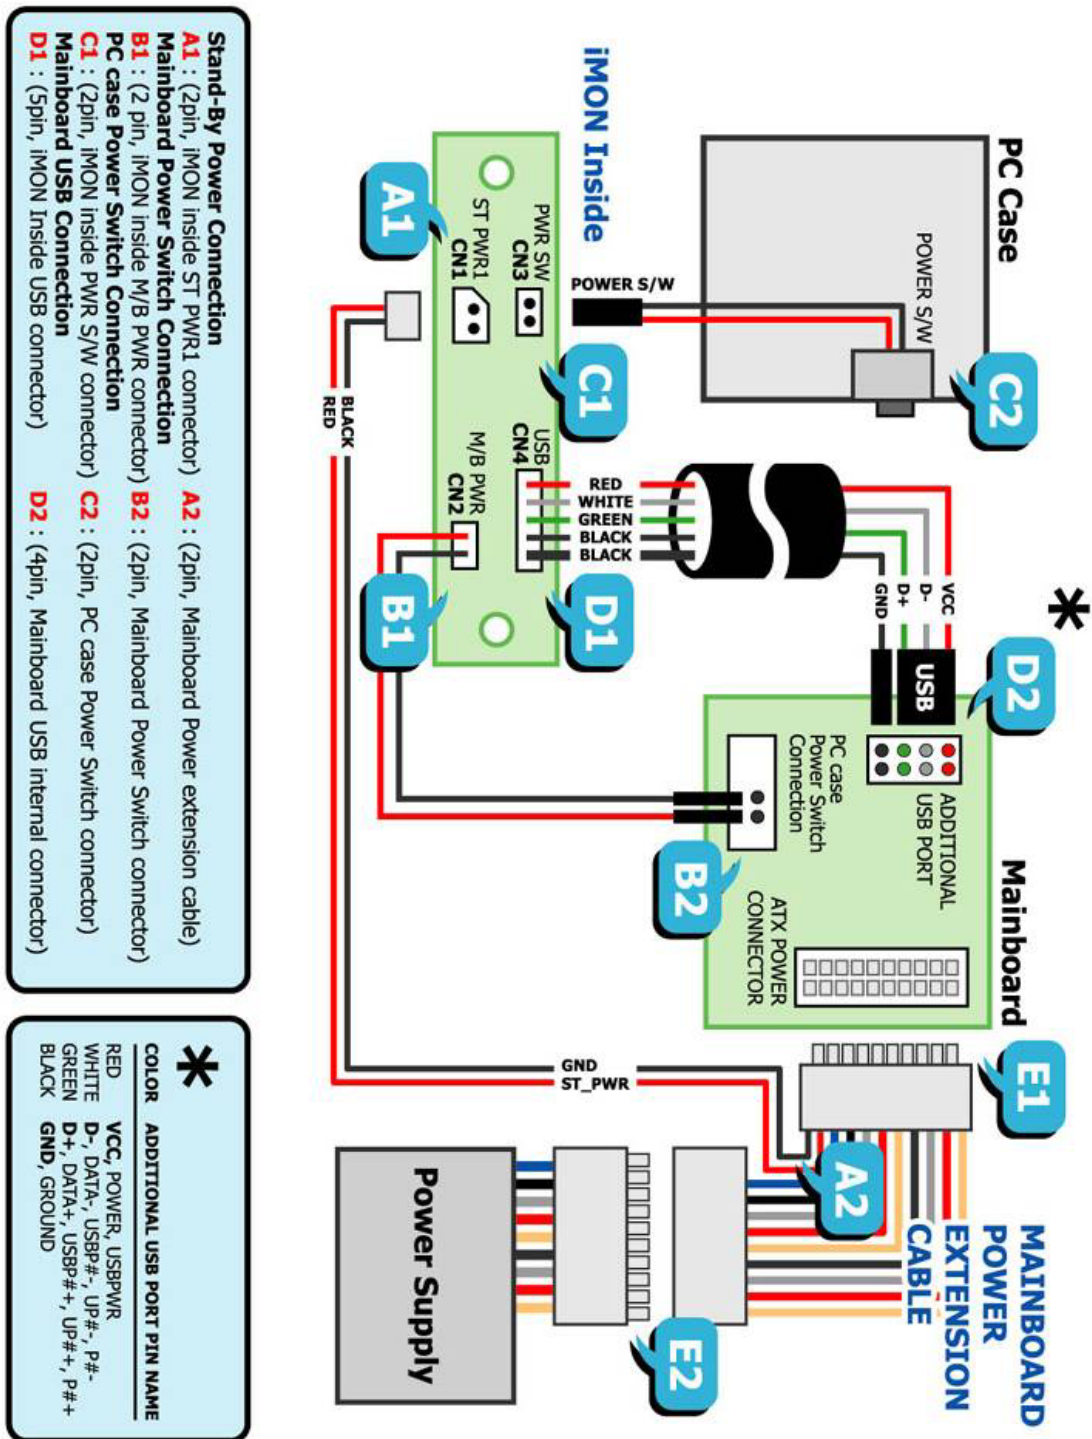 PC Case
POWER S/W
C2
iMON Inside
POWER S/W
PWR SW
CN3
ST PWR1
CN1
A1
C1
USB
CN4
M/B PWR
CN2
RED
WHITE
GREEN
BLACK
BLACK
D1
B1
BLACK
RED
*
VCC
D-
D+
GND
USB
D2
Mainboard
ADDITIONAL
USB PORT
PC case
Power Switch
Connection
B2
ATX POWER
CONNECTOR
E1
GND
ST_PWR
A2
MAINBOARD
POWER
EXTENSION
CABLE
E2
Power Supply
Stand-By Power Connection
A1 : (2pin, iMON inside ST PWR1 connector) A2 : (2pin, Mainboard Power extension cable)
Mainboard Power Switch Connection
B1 : (2 pin, iMON inside M/B PWR connector) B2 : (2pin, Mainboard Power Switch connector)
PC case Power Switch Connection
C1 : (2pin, iMON inside PWR S/W connector) C2 : (2pin, PC case Power Switch connector)
Mainboard USB Connection
D1 : (5pin, iMON Inside USB connector) D2 : (4pin, Mainboard USB internal connector)
*
COLOR ADDITIONAL USB PORT PIN NAME
RED VCC, POWER, USBPWR
WHITE D-, DATA-, USBP#-, UP#-, P#-
GREEN D+, DATA+, USBP#+, UP#+, P#+
BLACK GND, GROUND